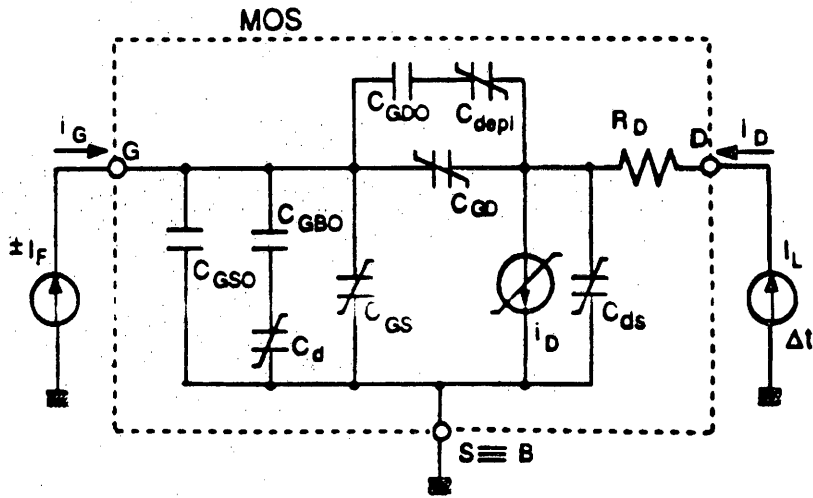 MOS
C_GDO
C_depl
i_G
G
R_D
D
i_D
C_GD
C_GBO
±I_F
C_GSO
C_GS
C_d
i_D
C_ds
I_L
Δt
S≡B